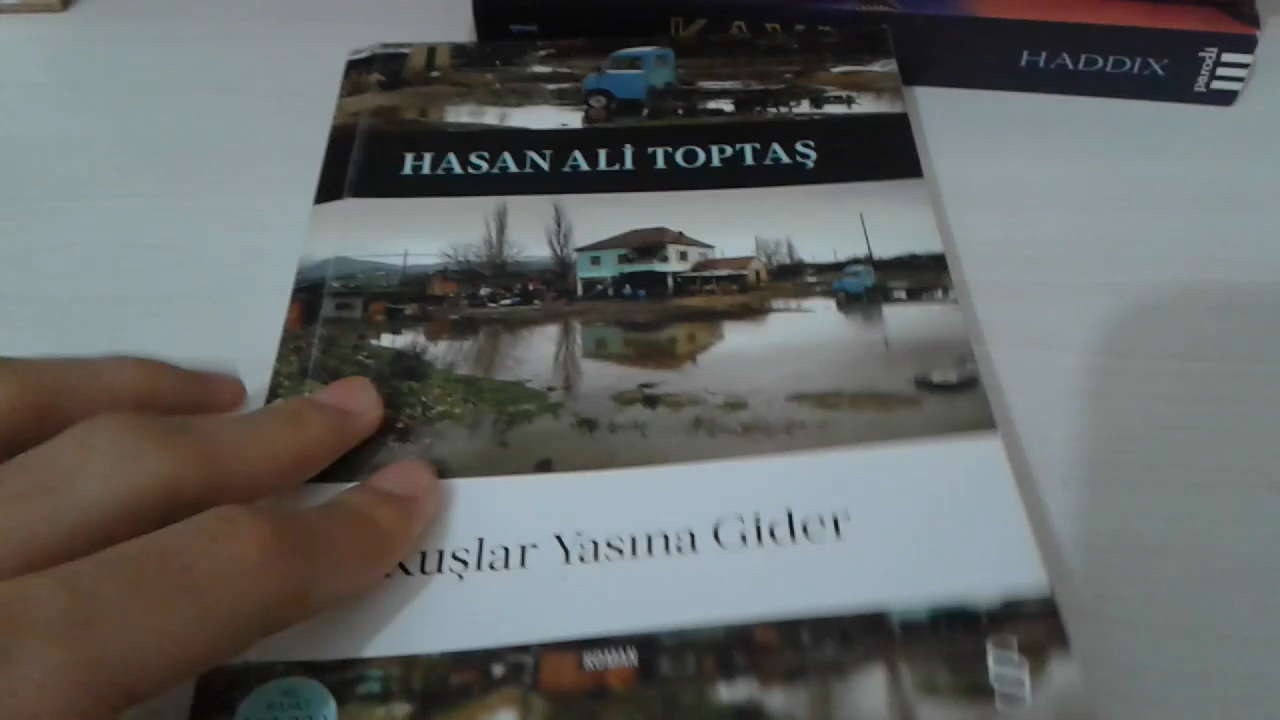 HADDIX
parodi
HASAN ALİ TOPTAŞ
Kuşlar Yasına Gider
ROMAN